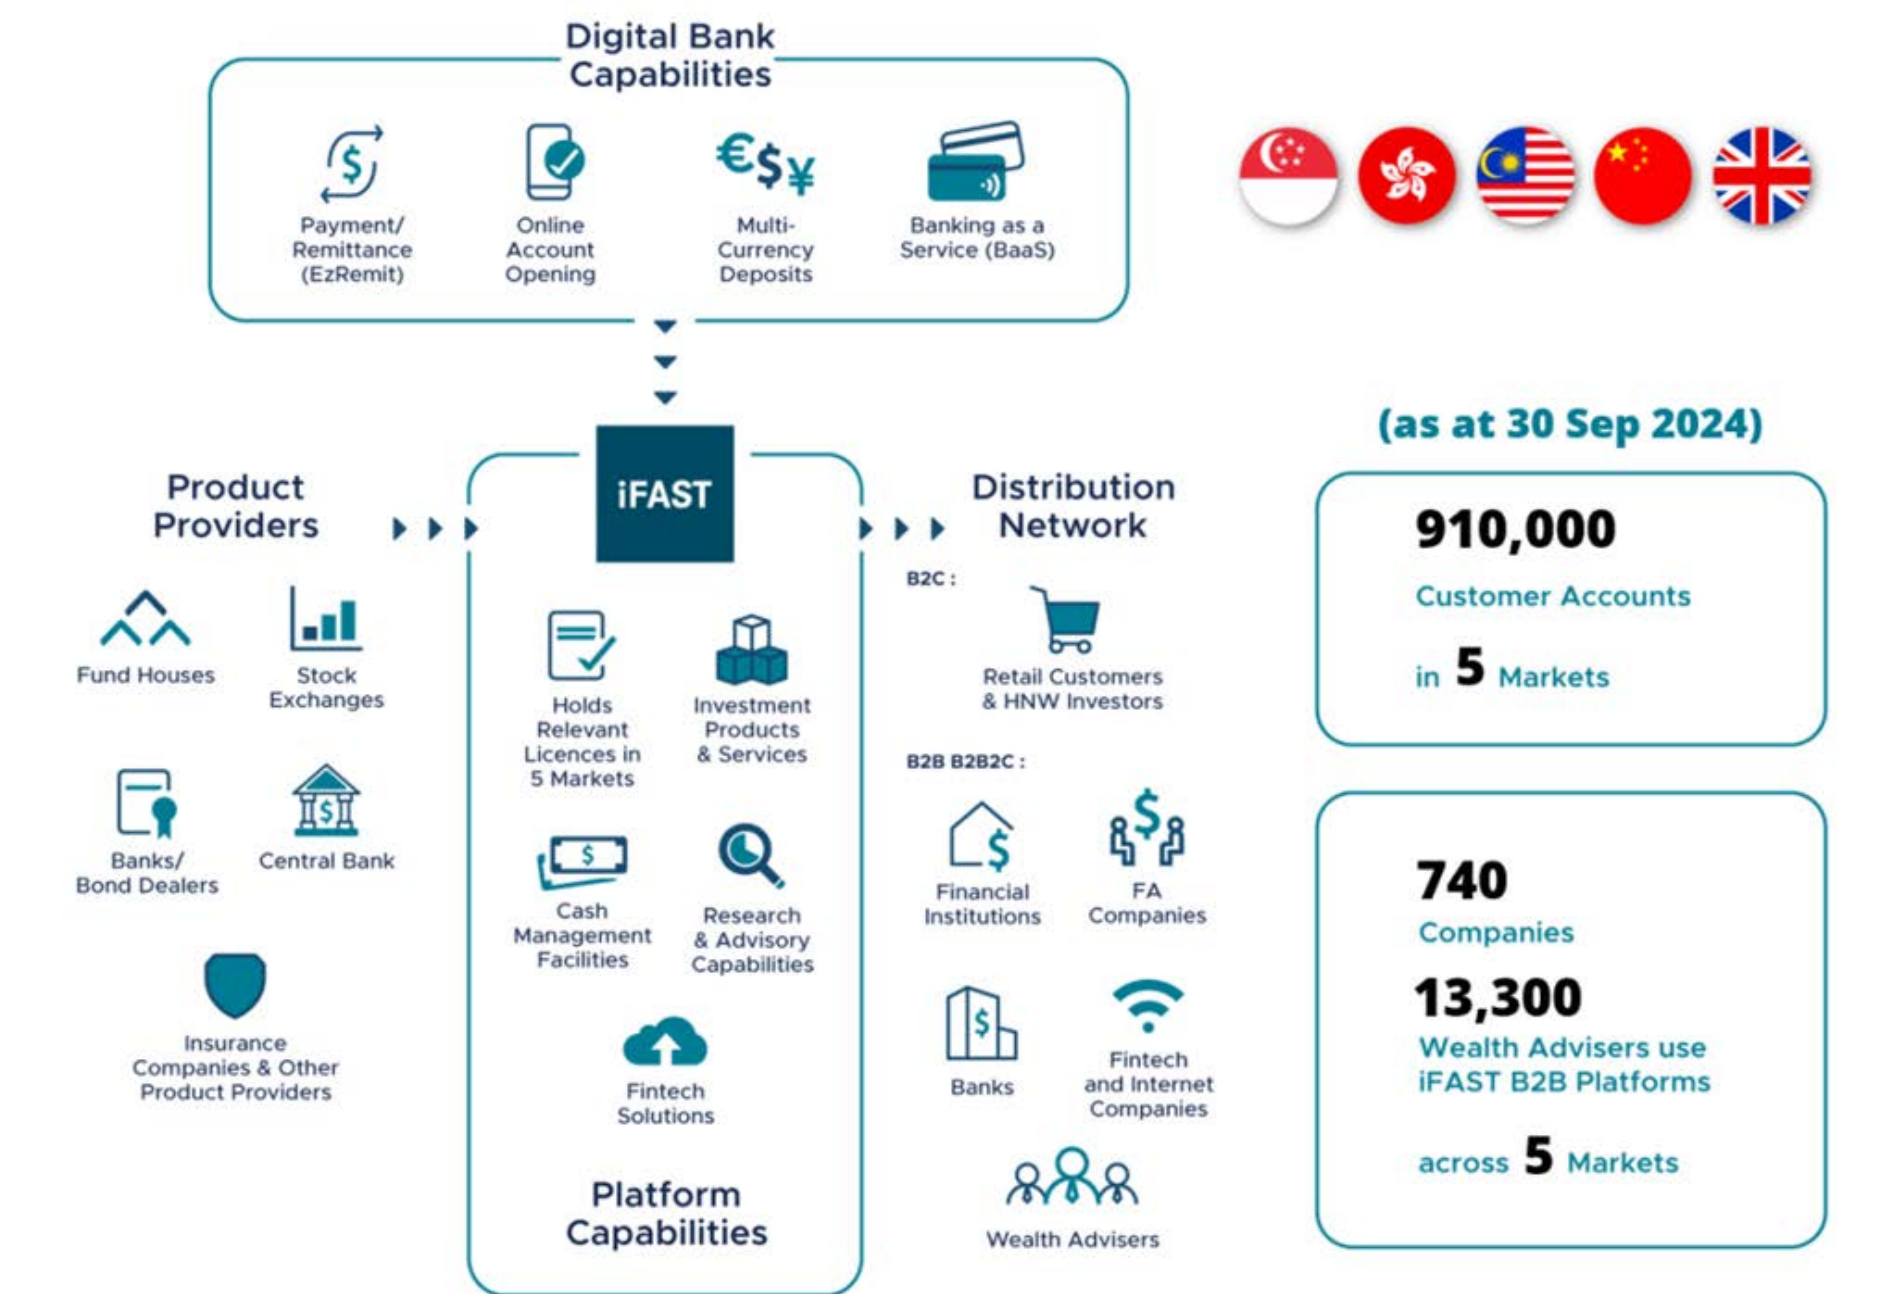 Digital Bank
Capabilities
Payment/
Remittance
(EzRemit)
Online
Account
Opening
Multi-
Currency
Deposits
Banking as a
Service (BaaS)
Product
Providers
Fund Houses
Stock
Exchanges
Banks/
Bond Dealers
Central Bank
Insurance
Companies & Other
Product Providers
iFAST
Holds
Relevant
Licences in
5 Markets
Investment
Products
& Services
Cash
Management
Facilities
Research
& Advisory
Capabilities
Fintech
Solutions
Platform
Capabilities
Distribution
Network
B2C :
Retail Customers
& HNW Investors
B2B B2B2C :
Financial
Institutions
FA
Companies
Banks
Fintech
and Internet
Companies
Wealth Advisers
(as at 30 Sep 2024)
910,000
Customer Accounts
in 5 Markets
740
Companies
13,300
Wealth Advisers use
iFAST B2B Platforms
across 5 Markets